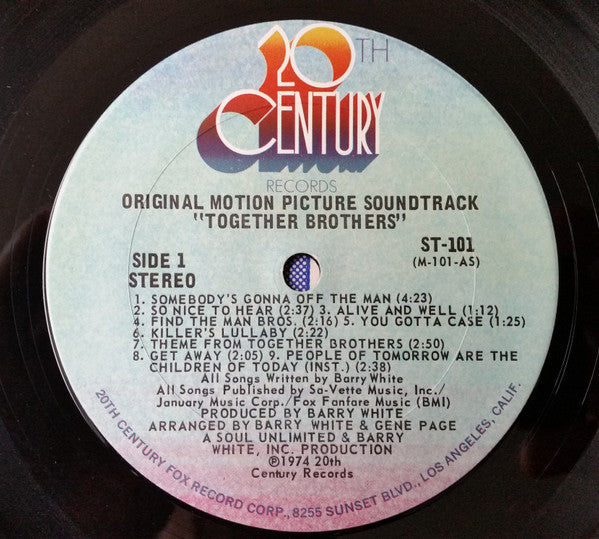 20TH
CENTURY
RECORDS
ORIGINAL MOTION PICTURE SOUNDTRACK
"TOGETHER BROTHERS"
SIDE 1
STEREO
ST-101
(M-101-AS)
1. SOMEBODY'S GONNA OFF THE MAN (4:23)
2. SO NICE TO HEAR (2:37) 3. ALIVE AND WELL (1:12)
4. FIND THE MAN BROS. (2:16) 5. YOU GOTTA CASE (1:25)
6. KILLER'S LULLABY (2:22)
7. THEME FROM TOGETHER BROTHERS (2:50)
8. GET AWAY (2:05) 9. PEOPLE OF TOMORROW ARE THE
CHILDREN OF TODAY (INST.) (2:38)
All Songs Written by Barry White
All Songs Published by Sa-Vette Music, Inc./
January Music Corp./Fox Fanfare Music (BMI)
PRODUCED BY BARRY WHITE
ARRANGED BY BARRY WHITE & GENE PAGE
A SOUL UNLIMITED & BARRY
WHITE, INC. PRODUCTION
℗1974 20th
Century Records
20TH CENTURY FOX RECORD CORP., 8255 SUNSET BLVD., LOS ANGELES, CALIF.